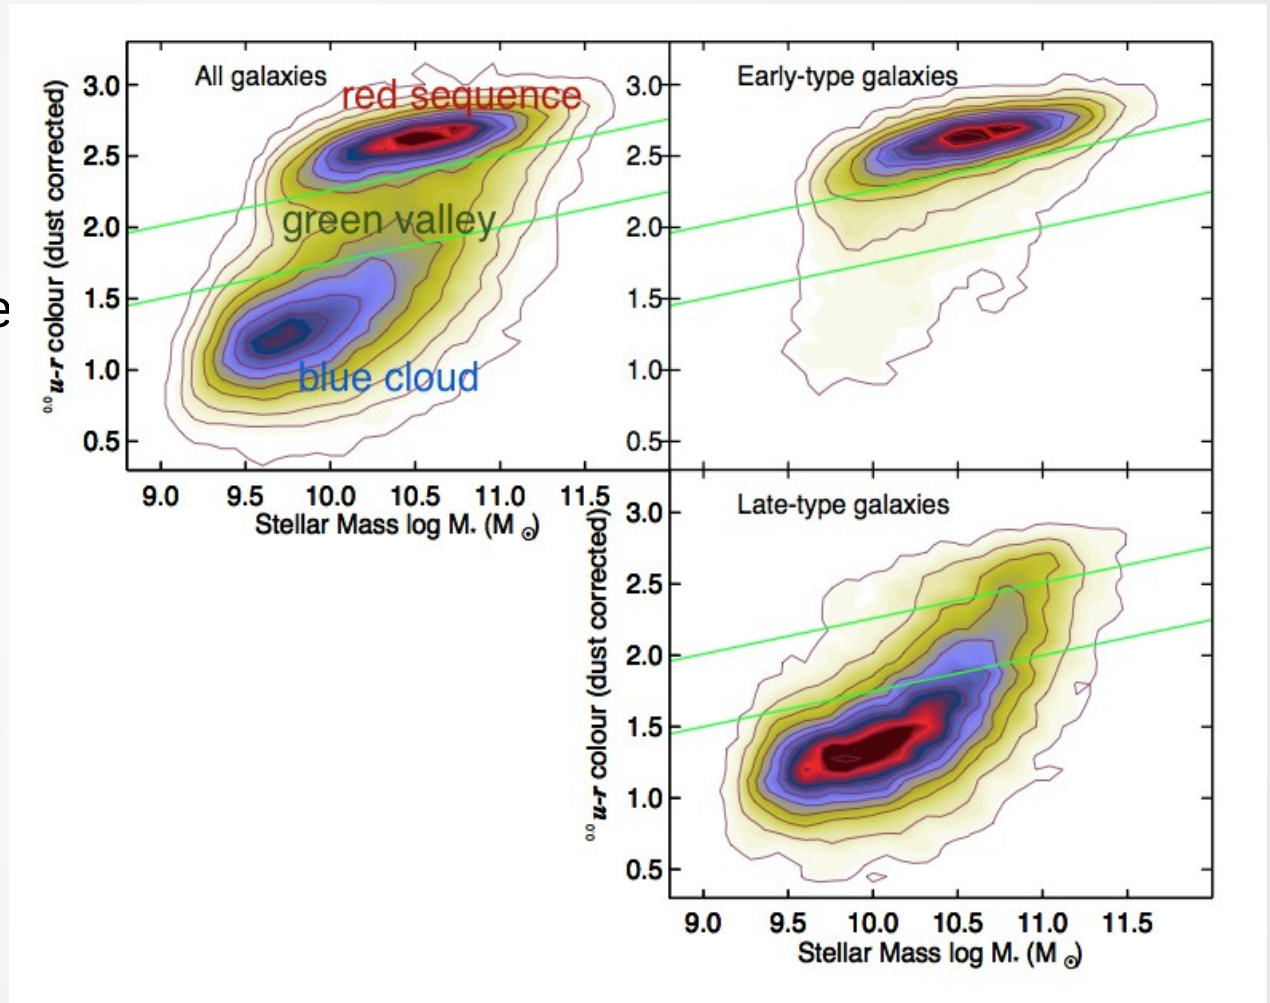 All galaxies
red sequence
green valley
blue cloud
3.0
2.5
2.0
1.5
1.0
0.5
0.0 u-r colour (dust corrected)
9.0 9.5 10.0 10.5 11.0 11.5
Stellar Mass log M* (M ⊙)
e
Early-type galaxies
3.0
2.5
2.0
1.5
1.0
0.5
Late-type galaxies
3.0
2.5
2.0
1.5
1.0
0.5
0.0 u-r colour (dust corrected)
9.0 9.5 10.0 10.5 11.0 11.5
Stellar Mass log M* (M ⊙)